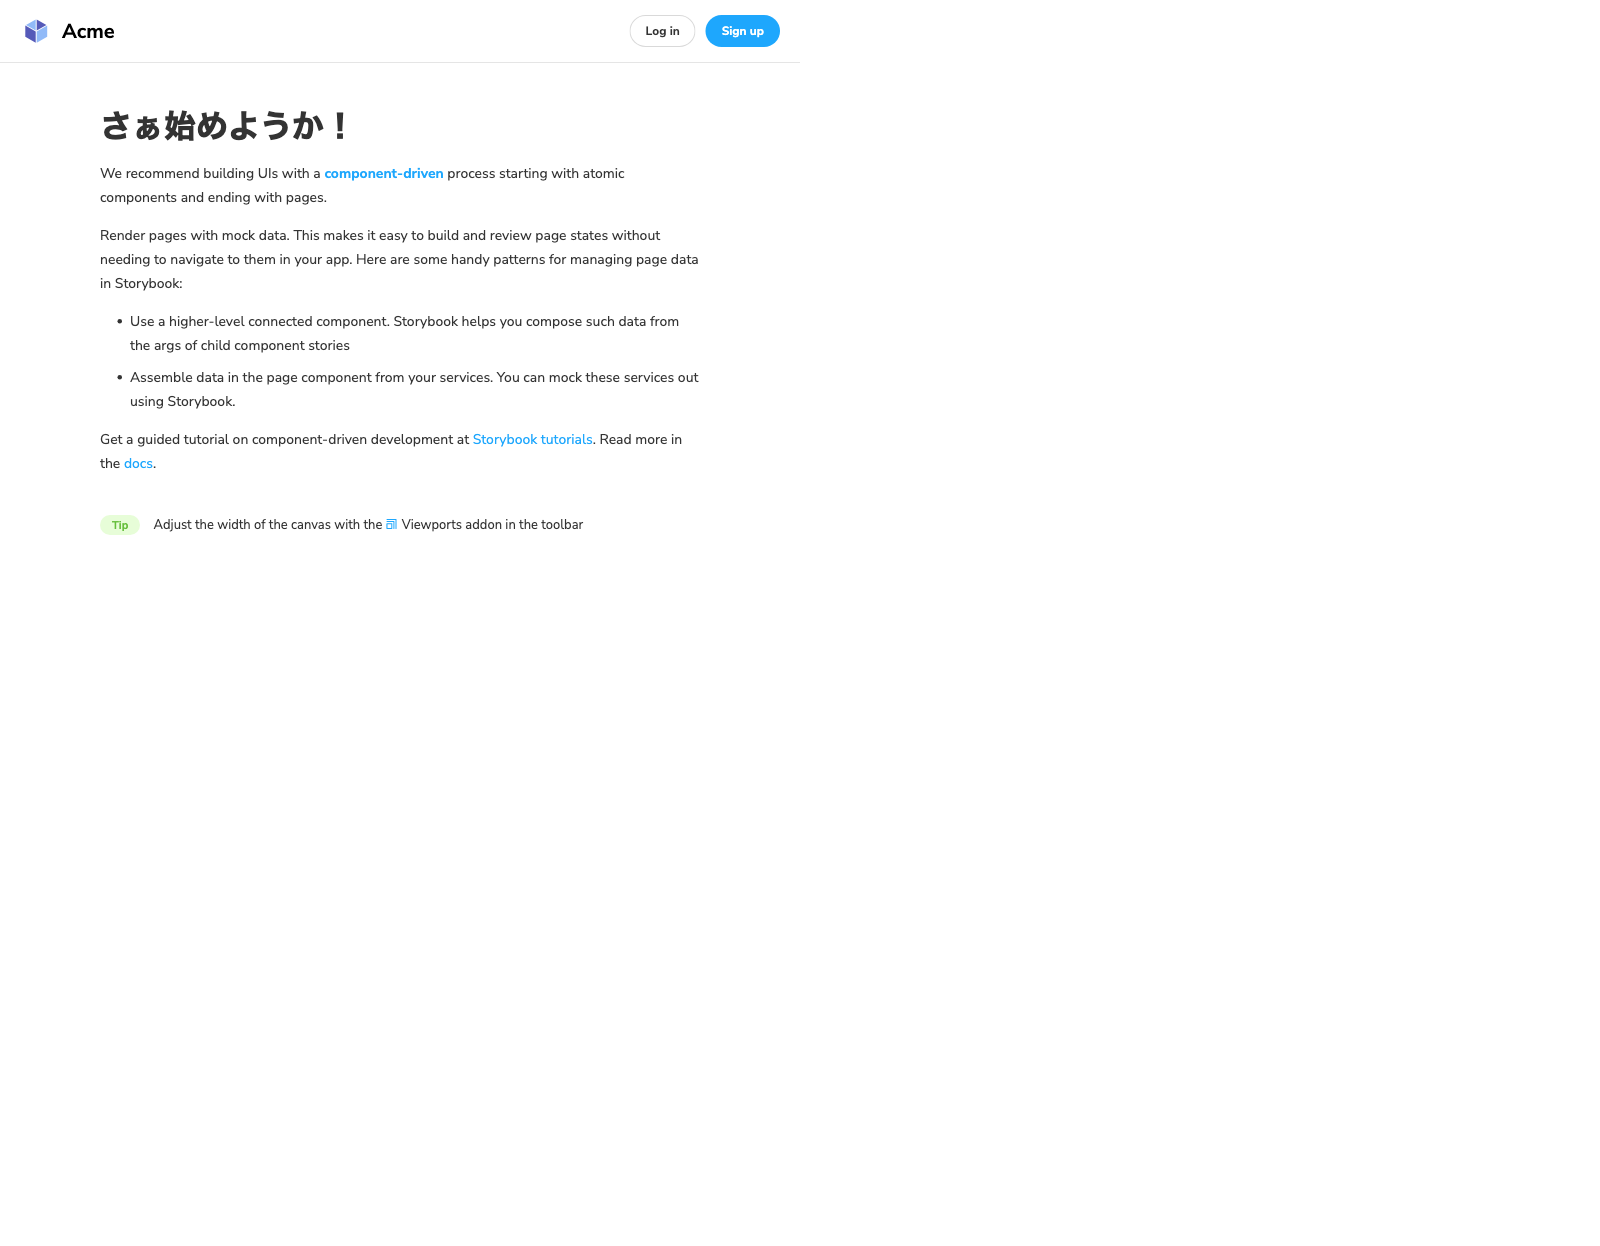 Acme
Log in
Sign up
さぁ始めようか！
We recommend building UIs with a component-driven process starting with atomic
components and ending with pages.
Render pages with mock data. This makes it easy to build and review page states without
needing to navigate to them in your app. Here are some handy patterns for managing page data
in Storybook:
• Use a higher-level connected component. Storybook helps you compose such data from
the args of child component stories
• Assemble data in the page component from your services. You can mock these services out
using Storybook.
Get a guided tutorial on component-driven development at Storybook tutorials. Read more in
the docs.
Tip Adjust the width of the canvas with the Viewports addon in the toolbar